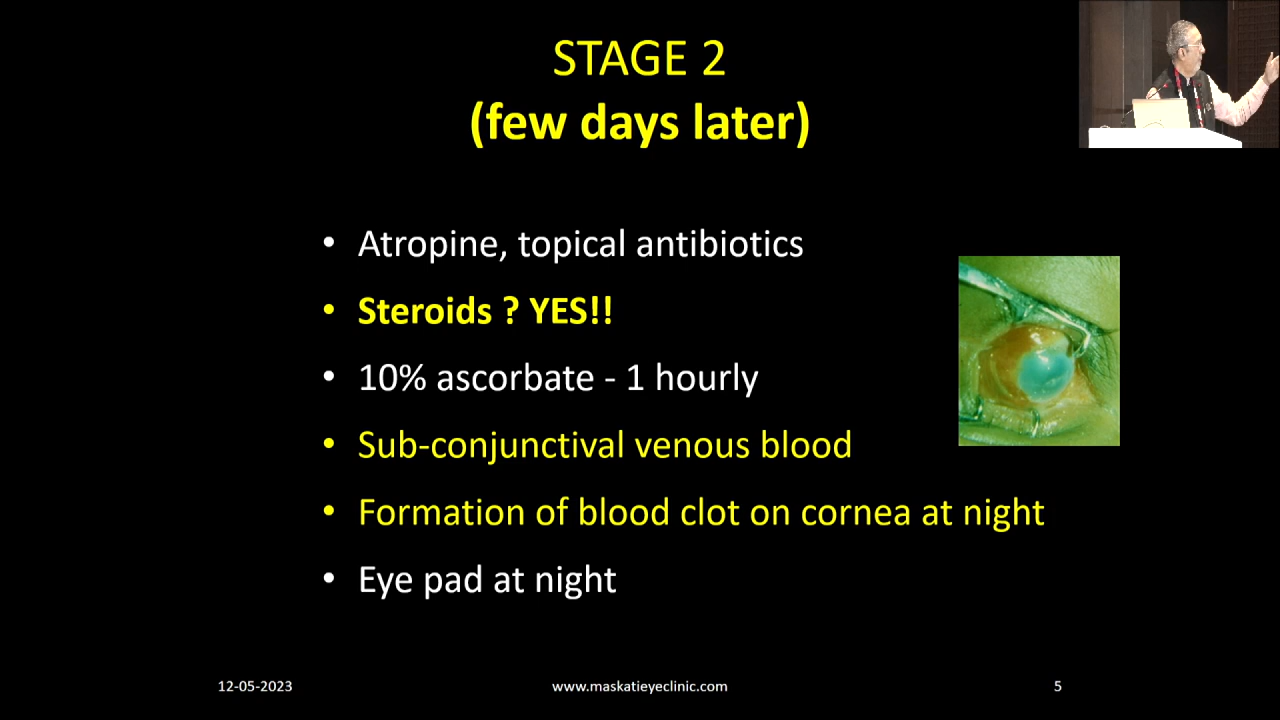 STAGE 2
(few days later)
• Atropine, topical antibiotics
• Steroids ? YES!!
• 10% ascorbate - 1 hourly
• Sub-conjunctival venous blood
• Formation of blood clot on cornea at night
• Eye pad at night
12-05-2023
www.maskatieyeclinic.com
5